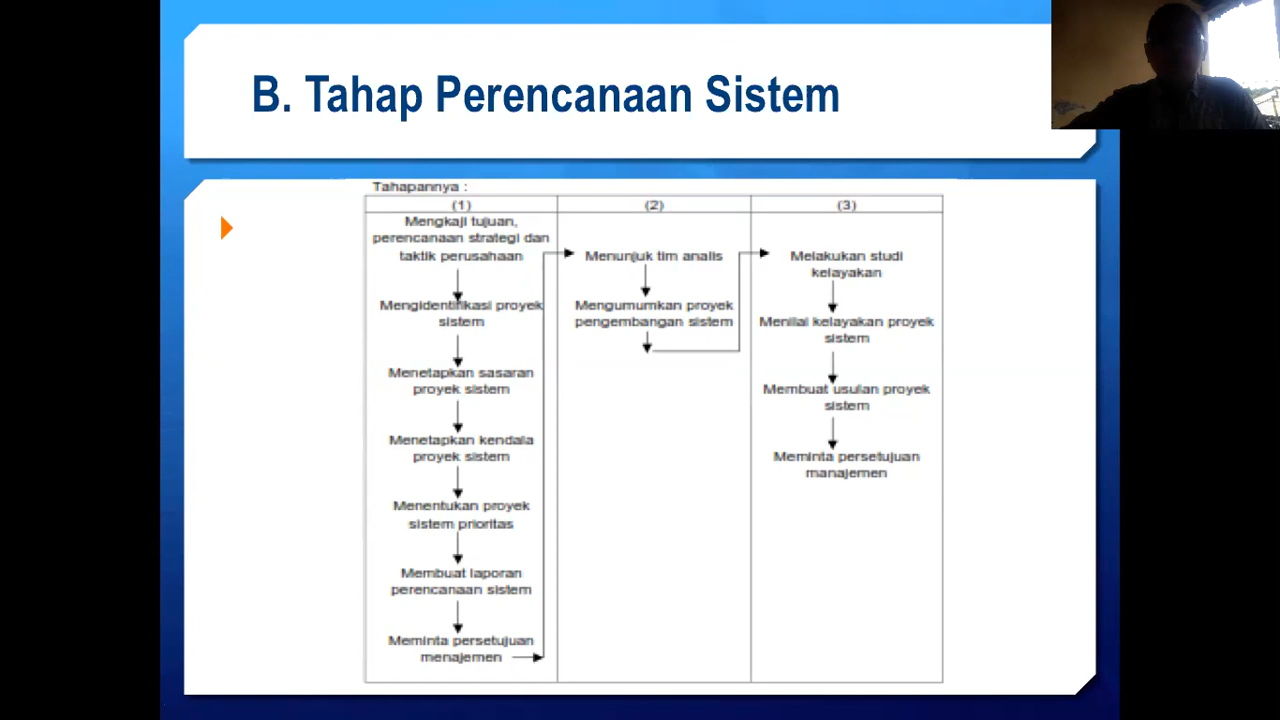 B. Tahap Perencanaan Sistem
Tahapannya :
(1)
Mengkaji tujuan,
perencanaan strategi dan
taktik perusahaan
Mengidentifikasi proyek
sistem
Menetapkan sasaran
proyek sistem
Menetapkan kendala
proyek sistem
Menentukan proyek
sistem prioritas
Membuat laporan
perencanaan sistem
Meminta persetujuan
menajemen
(2)
Menunjuk tim analis
Mengumumkan proyek
pengembangan sistem
(3)
Melakukan studi
kelayakan
Menilai kelayakan proyek
sistem
Membuat usulan proyek
sistem
Meminta persetujuan
manajemen